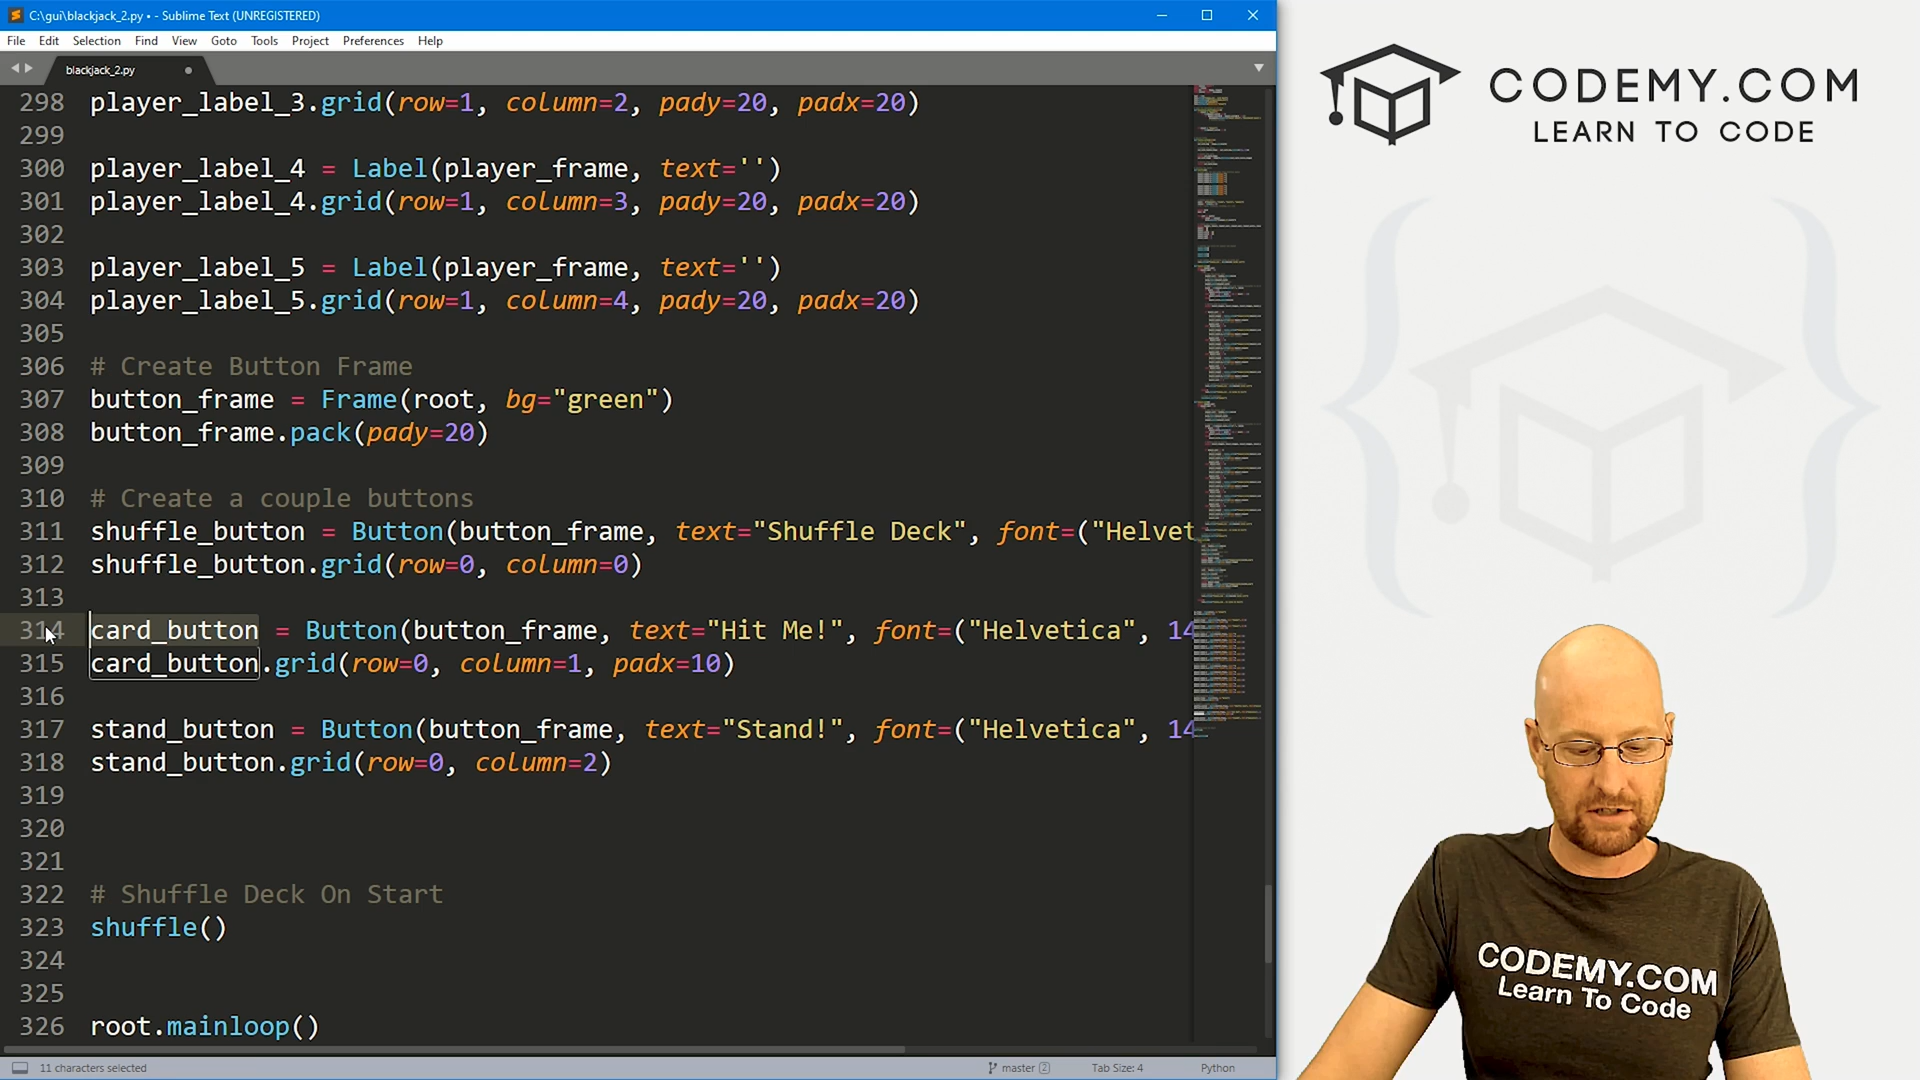 C:\gui\blackjack_2.py • - Sublime Text (UNREGISTERED)
File Edit Selection Find View Goto Tools Project Preferences Help
blackjack_2.py
298 player_label_3.grid(row=1, column=2, pady=20, padx=20)
299
300 player_label_4 = Label(player_frame, text='')
301 player_label_4.grid(row=1, column=3, pady=20, padx=20)
302
303 player_label_5 = Label(player_frame, text='')
304 player_label_5.grid(row=1, column=4, pady=20, padx=20)
305
306 # Create Button Frame
307 button_frame = Frame(root, bg="green")
308 button_frame.pack(pady=20)
309
310 # Create a couple buttons
311 shuffle_button = Button(button_frame, text="Shuffle Deck", font=("Helvet
312 shuffle_button.grid(row=0, column=0)
313
314 card_button = Button(button_frame, text="Hit Me!", font=("Helvetica", 14
315 card_button.grid(row=0, column=1, padx=10)
316
317 stand_button = Button(button_frame, text="Stand!", font=("Helvetica", 14
318 stand_button.grid(row=0, column=2)
319
320
321
322 # Shuffle Deck On Start
323 shuffle()
324
325
326 root.mainloop()
11 characters selected
master 2
Tab Size: 4
Python
CODEMY.COM
LEARN TO CODE
CODEMY.COM
Learn To Code